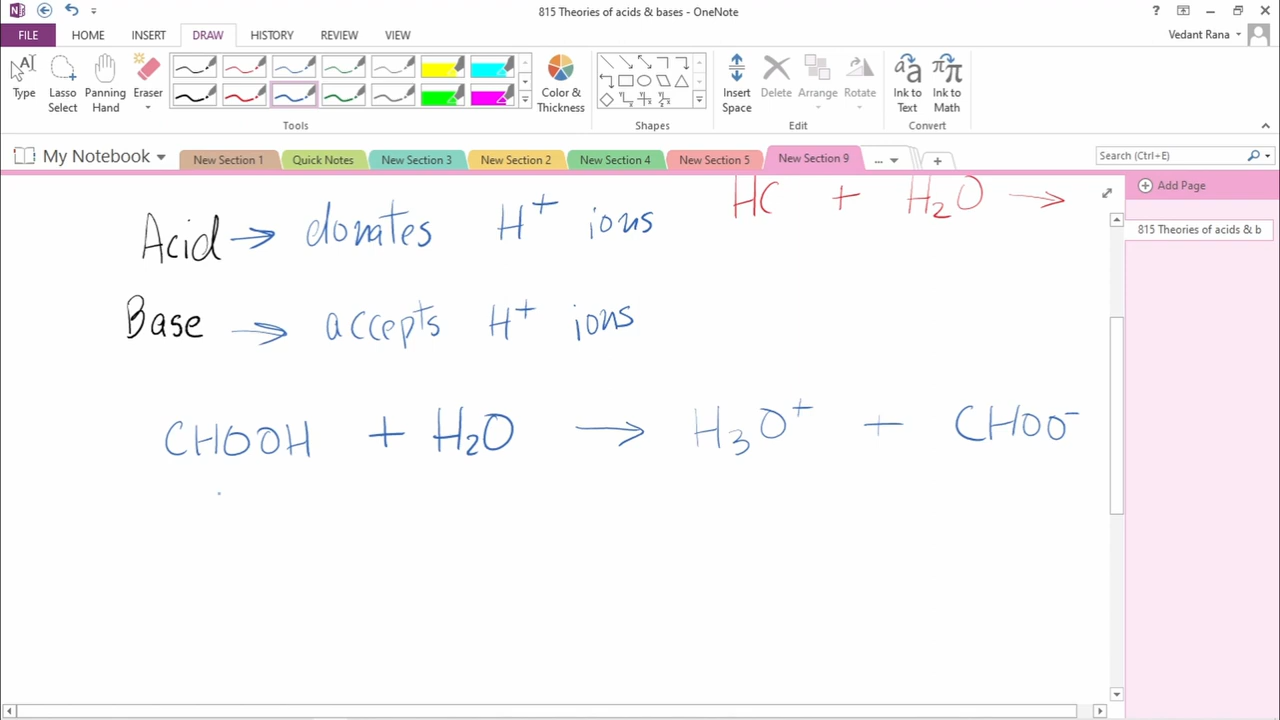 815 Theories of acids & bases - OneNote
?
FILE HOME INSERT DRAW HISTORY REVIEW VIEW
Vedant Rana
Type
Lasso Select
Panning Hand
Eraser
Color & Thickness
Insert Space
Delete
Arrange
Rotate
Ink to Text
Ink to Math
Tools
Shapes
Edit
Convert
My Notebook
New Section 1 Quick Notes New Section 3 New Section 2 New Section 4 New Section 5 New Section 9 ...
Search (Ctrl+E)
Add Page
815 Theories of acids & b
HC + H₂O →
Acid → donates H⁺ ions
Base → accepts H⁺ ions
CHOOH + H₂O → H₃O⁺ + CHOO⁻